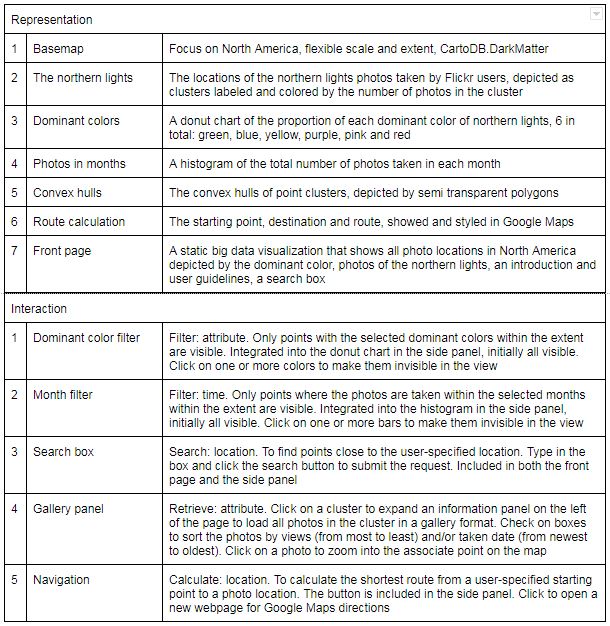 Representation
1 Basemap Focus on North America, flexible scale and extent, CartoDB.DarkMatter
2 The northern lights The locations of the northern lights photos taken by Flickr users, depicted as
clusters labeled and colored by the number of photos in the cluster
3 Dominant colors A donut chart of the proportion of each dominant color of northern lights, 6 in
total: green, blue, yellow, purple, pink and red
4 Photos in months A histogram of the total number of photos taken in each month
5 Convex hulls The convex hulls of point clusters, depicted by semi transparent polygons
6 Route calculation The starting point, destination and route, showed and styled in Google Maps
7 Front page A static big data visualization that shows all photo locations in North America
depicted by the dominant color, photos of the northern lights, an introduction and
user guidelines, a search box
Interaction
1 Dominant color filter Filter: attribute. Only points with the selected dominant colors within the extent
are visible. Integrated into the donut chart in the side panel, initially all visible.
Click on one or more colors to make them invisible in the view
2 Month filter Filter: time. Only points where the photos are taken within the selected months
within the extent are visible. Integrated into the histogram in the side panel,
initially all visible. Click on one or more bars to make them invisible in the view
3 Search box Search: location. To find points close to the user-specified location. Type in the
box and click the search button to submit the request. Included in both the front
page and the side panel
4 Gallery panel Retrieve: attribute. Click on a cluster to expand an information panel on the left
of the page to load all photos in the cluster in a gallery format. Check on boxes
to sort the photos by views (from most to least) and/or taken date (from newest
to oldest). Click on a photo to zoom into the associate point on the map
5 Navigation Calculate: location. To calculate the shortest route from a user-specified starting
point to a photo location. The button is included in the side panel. Click to open
a new webpage for Google Maps directions